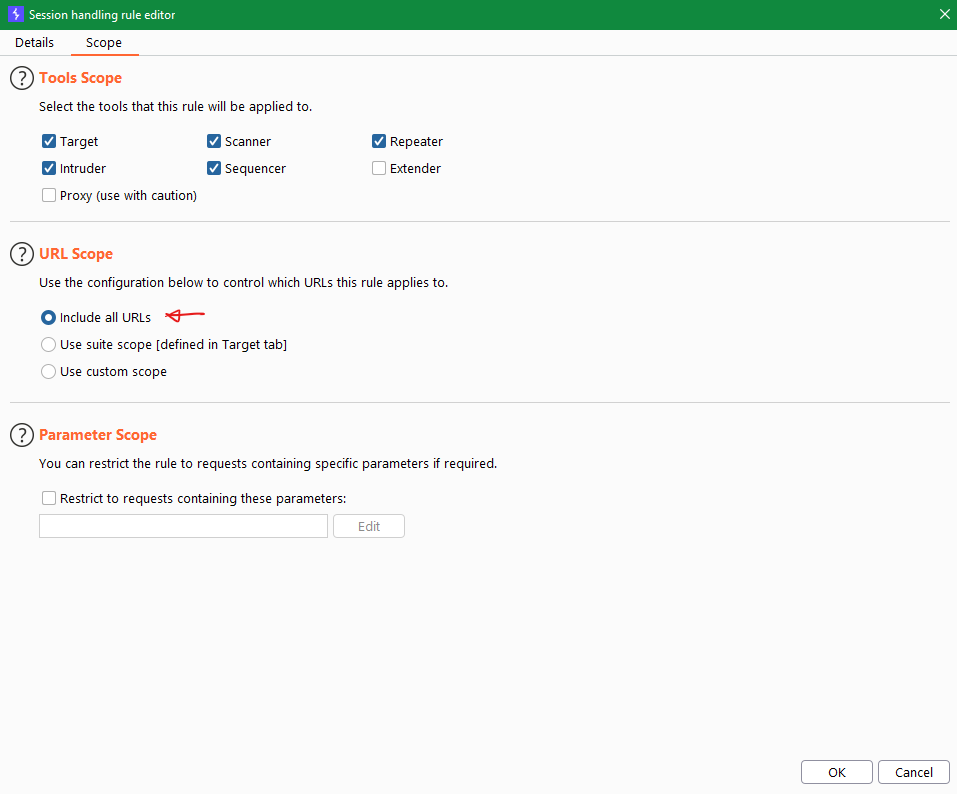 Session handling rule editor
Details Scope
Tools Scope
Select the tools that this rule will be applied to.
Target Scanner Repeater
Intruder Sequencer Extender
Proxy (use with caution)
URL Scope
Use the configuration below to control which URLs this rule applies to.
Include all URLs
Use suite scope [defined in Target tab]
Use custom scope
Parameter Scope
You can restrict the rule to requests containing specific parameters if required.
Restrict to requests containing these parameters:
Edit
OK Cancel